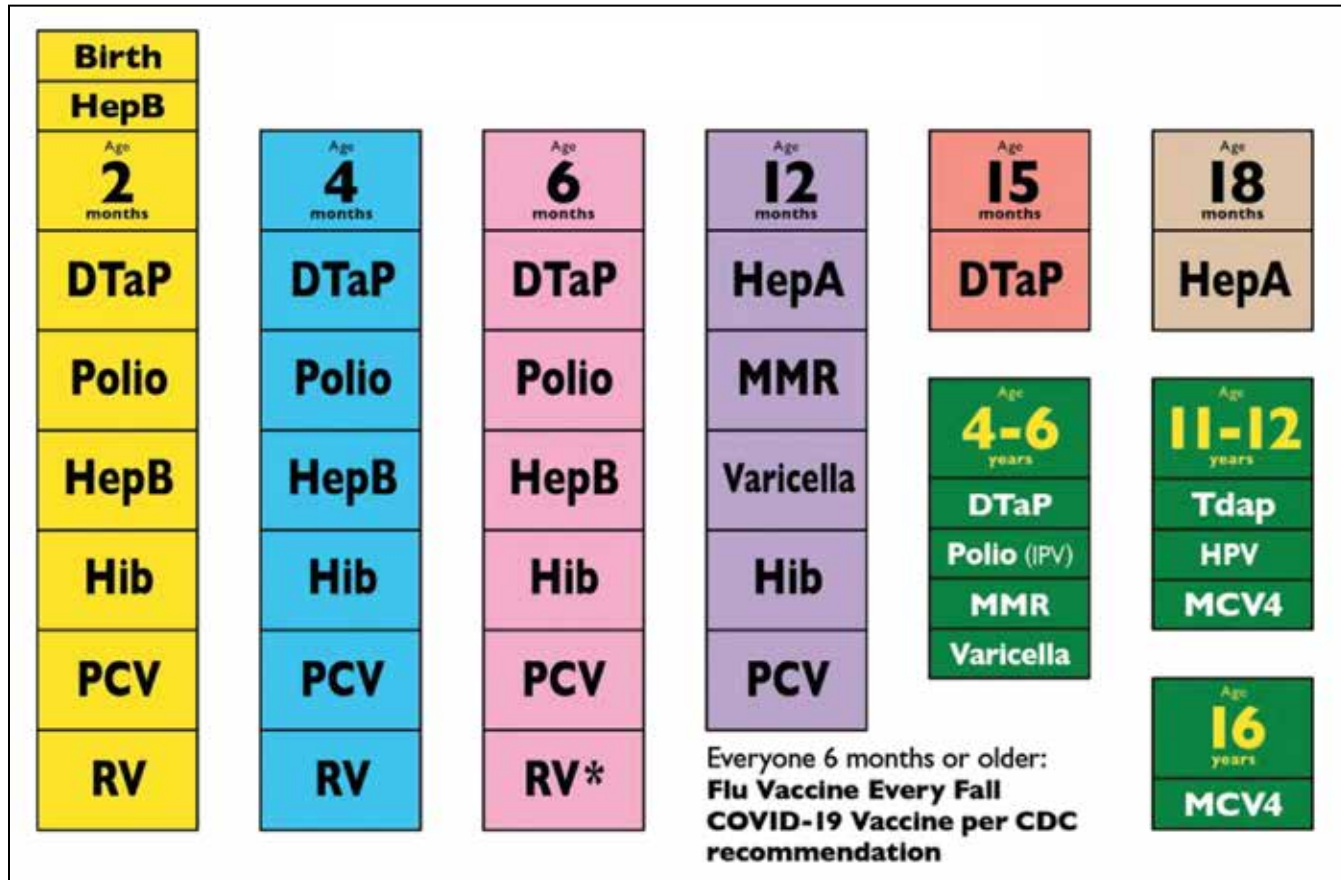 Birth
HepB
Age
2
months
DTaP
Polio
HepB
Hib
PCV
RV
Age
4
months
DTaP
Polio
HepB
Hib
PCV
RV
Age
6
months
DTaP
Polio
HepB
Hib
PCV
RV*
Age
12
months
HepA
MMR
Varicella
Hib
PCV
Age
15
months
DTaP
Age
18
months
HepA
Age
4-6
years
DTaP
Polio (IPV)
MMR
Varicella
Age
11-12
years
Tdap
HPV
MCV4
Age
16
years
MCV4
Everyone 6 months or older:
Flu Vaccine Every Fall
COVID-19 Vaccine per CDC
recommendation